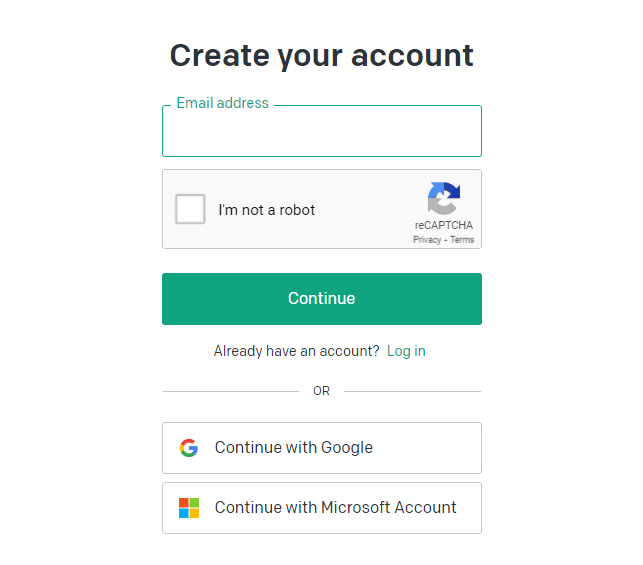 Create your account
Email address
I'm not a robot
reCAPTCHA
Privacy - Terms
Continue
Already have an account? Log in
OR
Continue with Google
Continue with Microsoft Account